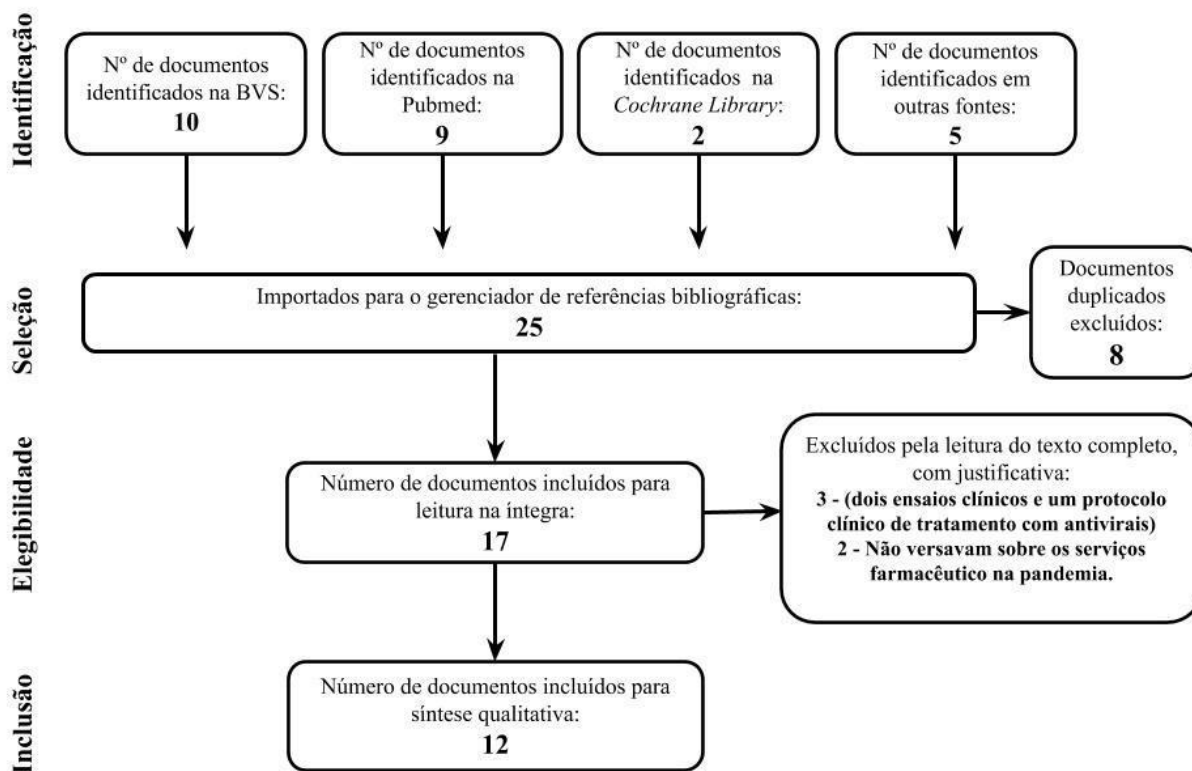 Identificação
Nº de documentos
identificados na BVS:
10
Nº de documentos
identificados na
Pubmed:
9
Nº de documentos
identificados na
Cochrane Library:
2
Nº de documentos
identificados em
outras fontes:
5
Seleção
Importados para o gerenciador de referências bibliográficas:
25
Documentos
duplicados
excluídos:
8
Elegibilidade
Número de documentos incluídos para
leitura na íntegra:
17
Excluídos pela leitura do texto completo,
com justificativa:
3 - (dois ensaios clínicos e um protocolo
clínico de tratamento com antivirais)
2 - Não versavam sobre os serviços
farmacêutico na pandemia.
Inclusão
Número de documentos incluídos para
síntese qualitativa:
12